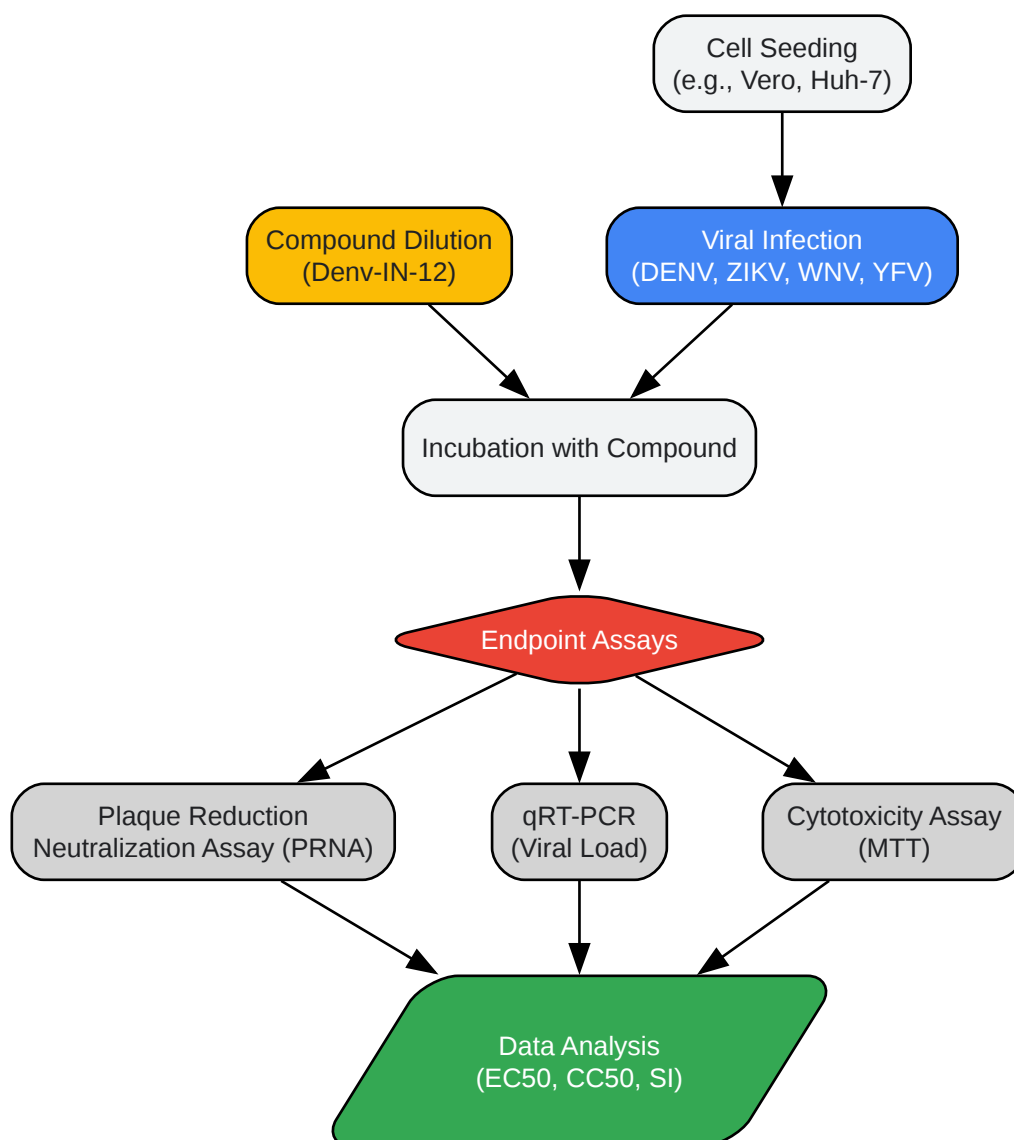 Cell Seeding
(e.g., Vero, Huh-7)
Compound Dilution
(Denv-IN-12)
Viral Infection
(DENV, ZIKV, WNV, YFV)
Incubation with Compound
Endpoint Assays
Plaque Reduction
Neutralization Assay (PRNA)
qRT-PCR
(Viral Load)
Cytotoxicity Assay
(MTT)
Data Analysis
(EC50, CC50, SI)